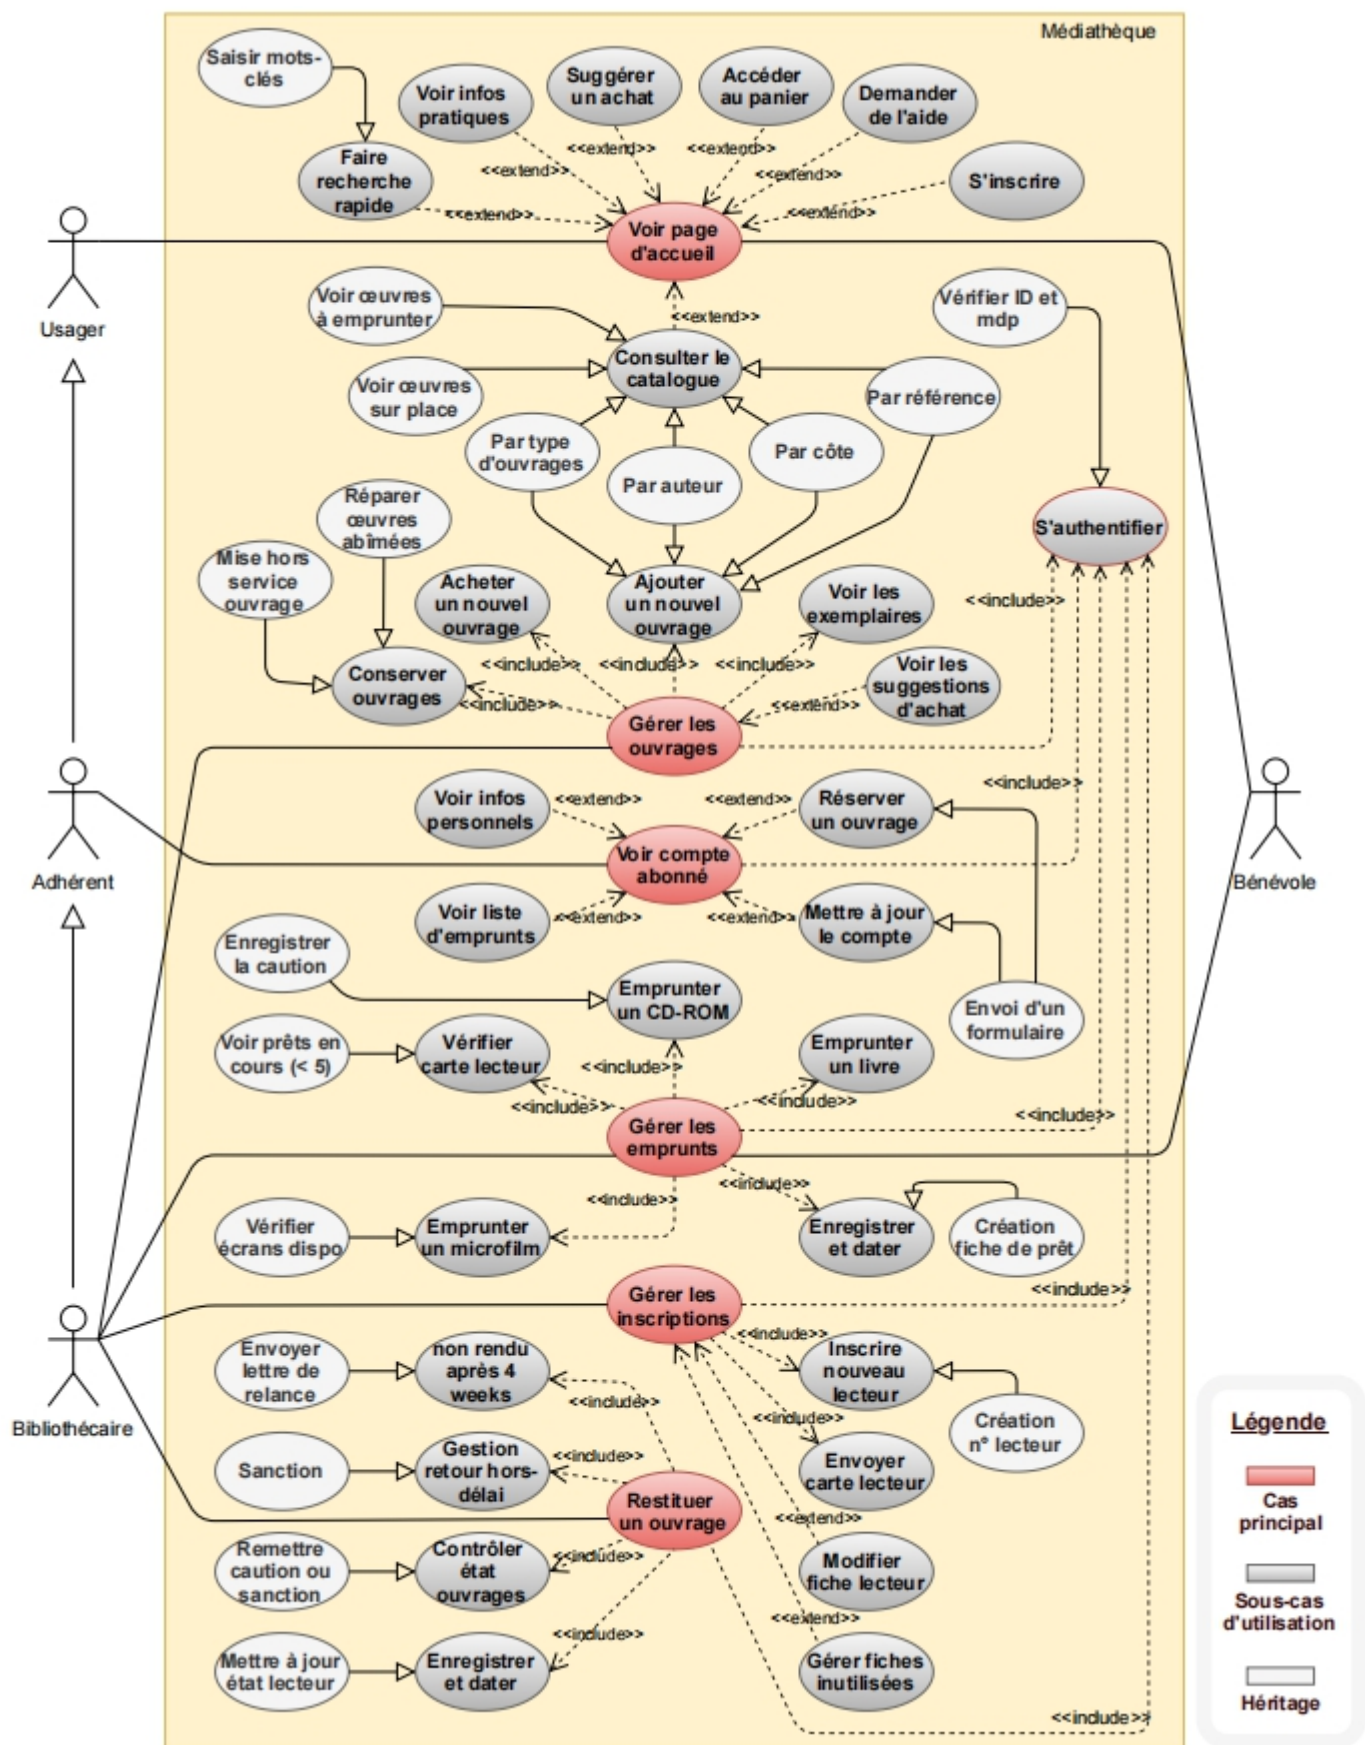 Médiathèque
Saisir mots-
clés
Voir infos
pratiques
Suggérer
un achat
Accéder
au panier
Demander
de l'aide
<<extend>>
<<extend>>
<<extend>>
<<extend>>
Faire
recherche
rapide
S'inscrire
<<extend>>
<<extend>>
Voir page
d'accueil
Usager
Voir œuvres
à emprunter
<<extend>>
Vérifier ID et
mdp
Consulter le
catalogue
Voir œuvres
sur place
Par référence
Par type
d'ouvrages
Par auteur
Par côte
Réparer
œuvres
abîmées
S'authentifier
Mise hors
service
ouvrage
Acheter
un nouvel
ouvrage
Ajouter
un nouvel
ouvrage
Voir les
exemplaires
<<include>>
<<include>>
<<include>>
<<include>>
Conserver
ouvrages
<<include>>
Voir les
suggestions
d'achat
<<extend>>
Gérer les
ouvrages
<<include>>
Voir infos
personnels
<<extend>>
<<extend>>
Réserver
un ouvrage
Adhérent
Voir compte
abonné
Bénévole
Voir liste
d'emprunts
<<extend>>
<<extend>>
Mettre à jour
le compte
Enregistrer
la caution
Emprunter
un CD-ROM
Envoi d'un
formulaire
Voir prêts en
cours (< 5)
Vérifier
carte lecteur
<<include>>
Emprunter
un livre
<<include>>
<<include>>
<<include>>
Gérer les
emprunts
<<include>>
<<include>>
Vérifier
écrans dispo
Emprunter
un microfilm
Enregistrer
et dater
Création
fiche de prêt
Gérer les
inscriptions
<<include>>
<<include>>
Bibliothécaire
Envoyer
lettre de
relance
non rendu
après 4
weeks
<<include>>
Inscrire
nouveau
lecteur
<<include>>
Création
n° lecteur
Sanction
Gestion
retour hors-
délai
<<include>>
Envoyer
carte lecteur
Restituer
un ouvrage
<<extend>>
Remettre
caution ou
sanction
Contrôler
état
ouvrages
<<include>>
Modifier
fiche lecteur
<<include>>
<<extend>>
Mettre à jour
état lecteur
Enregistrer
et dater
Gérer fiches
inutilisées
<<include>>
Légende
Cas
principal
Sous-cas
d'utilisation
Héritage